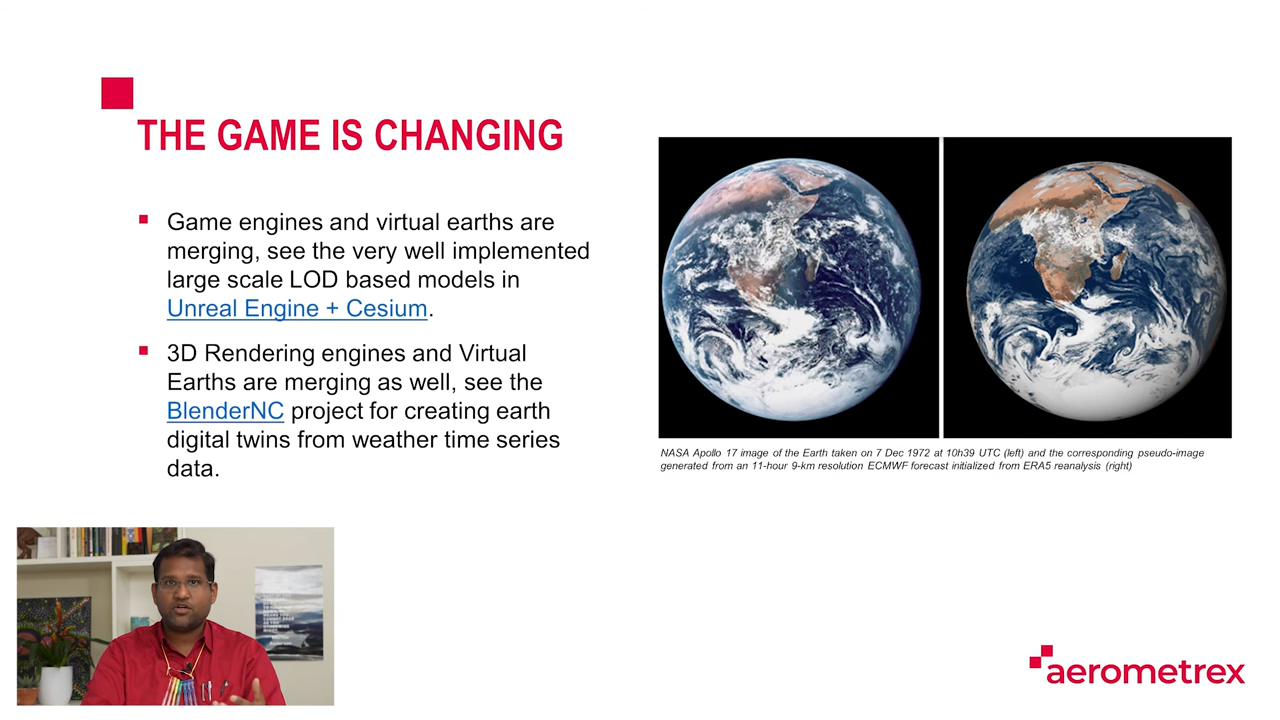 THE GAME IS CHANGING
Game engines and virtual earths are
merging, see the very well implemented
large scale LOD based models in
Unreal Engine + Cesium.
3D Rendering engines and Virtual
Earths are merging as well, see the
BlenderNC project for creating earth
digital twins from weather time series
data.
NASA Apollo 17 image of the Earth taken on 7 Dec 1972 at 10h39 UTC (left) and the corresponding pseudo-image
generated from an 11-hour 9-km resolution ECMWF forecast initialized from ERA5 reanalysis (right)
aerometrex